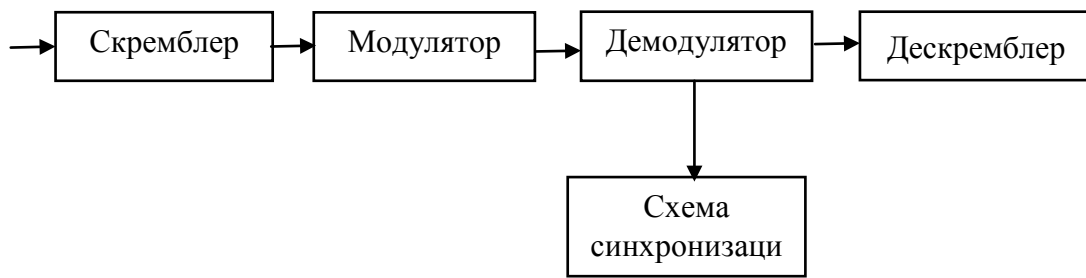 Скремблер
Модулятор
Демодулятор
Дескремблер
Схема
синхронизаци